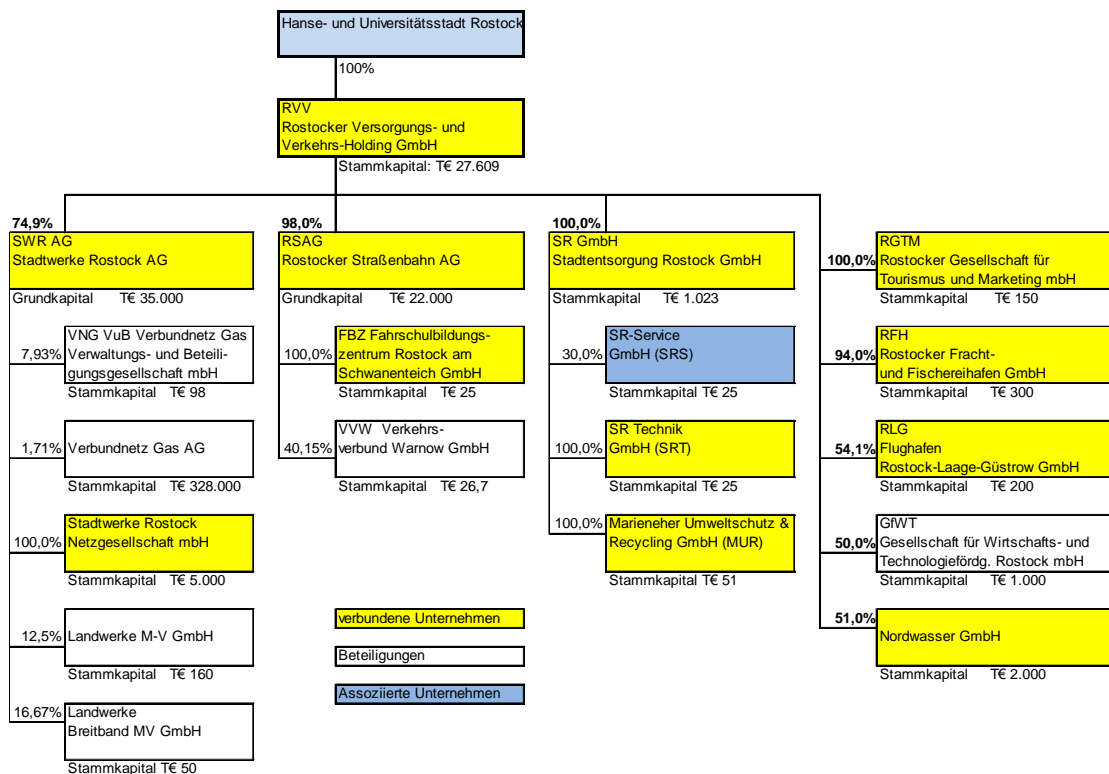 Hanse- und Universitätsstadt Rostock
100%
RVV
Rostocker Versorgungs- und
Verkehrs-Holding GmbH
Stammkapital: T€ 27.609
74,9%
SWR AG
Stadtwerke Rostock AG
Grundkapital T€ 35.000
7,93%
VNG VuB Verbundnetz Gas
Verwaltungs- und Beteili-
gungsgesellschaft mbH
Stammkapital T€ 98
1,71%
Verbundnetz Gas AG
Stammkapital T€ 328.000
100,0%
Stadtwerke Rostock
Netzgesellschaft mbH
Stammkapital T€ 5.000
12,5%
Landwerke M-V GmbH
Stammkapital T€ 160
16,67%
Landwerke
Breitband MV GmbH
Stammkapital T€ 50
98,0%
RSAG
Rostocker Straßenbahn AG
Grundkapital T€ 22.000
100,0%
FBZ Fahrschulbildungs-
zentrum Rostock am
Schwanenteich GmbH
Stammkapital T€ 25
40,15%
VVW Verkehrs-
verbund Warnow GmbH
Stammkapital T€ 26,7
verbundene Unternehmen
Beteiligungen
Assoziierte Unternehmen
100,0%
SR GmbH
Stadtentsorgung Rostock GmbH
Stammkapital T€ 1.023
30,0%
SR-Service
GmbH (SRS)
Stammkapital T€ 25
100,0%
SR Technik
GmbH (SRT)
Stammkapital T€ 25
100,0%
Marieneher Umweltschutz &
Recycling GmbH (MUR)
Stammkapital T€ 51
100,0%
RGTM
Rostocker Gesellschaft für
Tourismus und Marketing mbH
Stammkapital T€ 150
94,0%
RFH
Rostocker Fracht-
und Fischereihafen GmbH
Stammkapital T€ 300
54,1%
RLG
Flughafen
Rostock-Laage-Güstrow GmbH
Stammkapital T€ 200
50,0%
GfWT
Gesellschaft für Wirtschafts- und
Technologiefördg. Rostock mbH
Stammkapital T€ 1.000
51,0%
Nordwasser GmbH
Stammkapital T€ 2.000